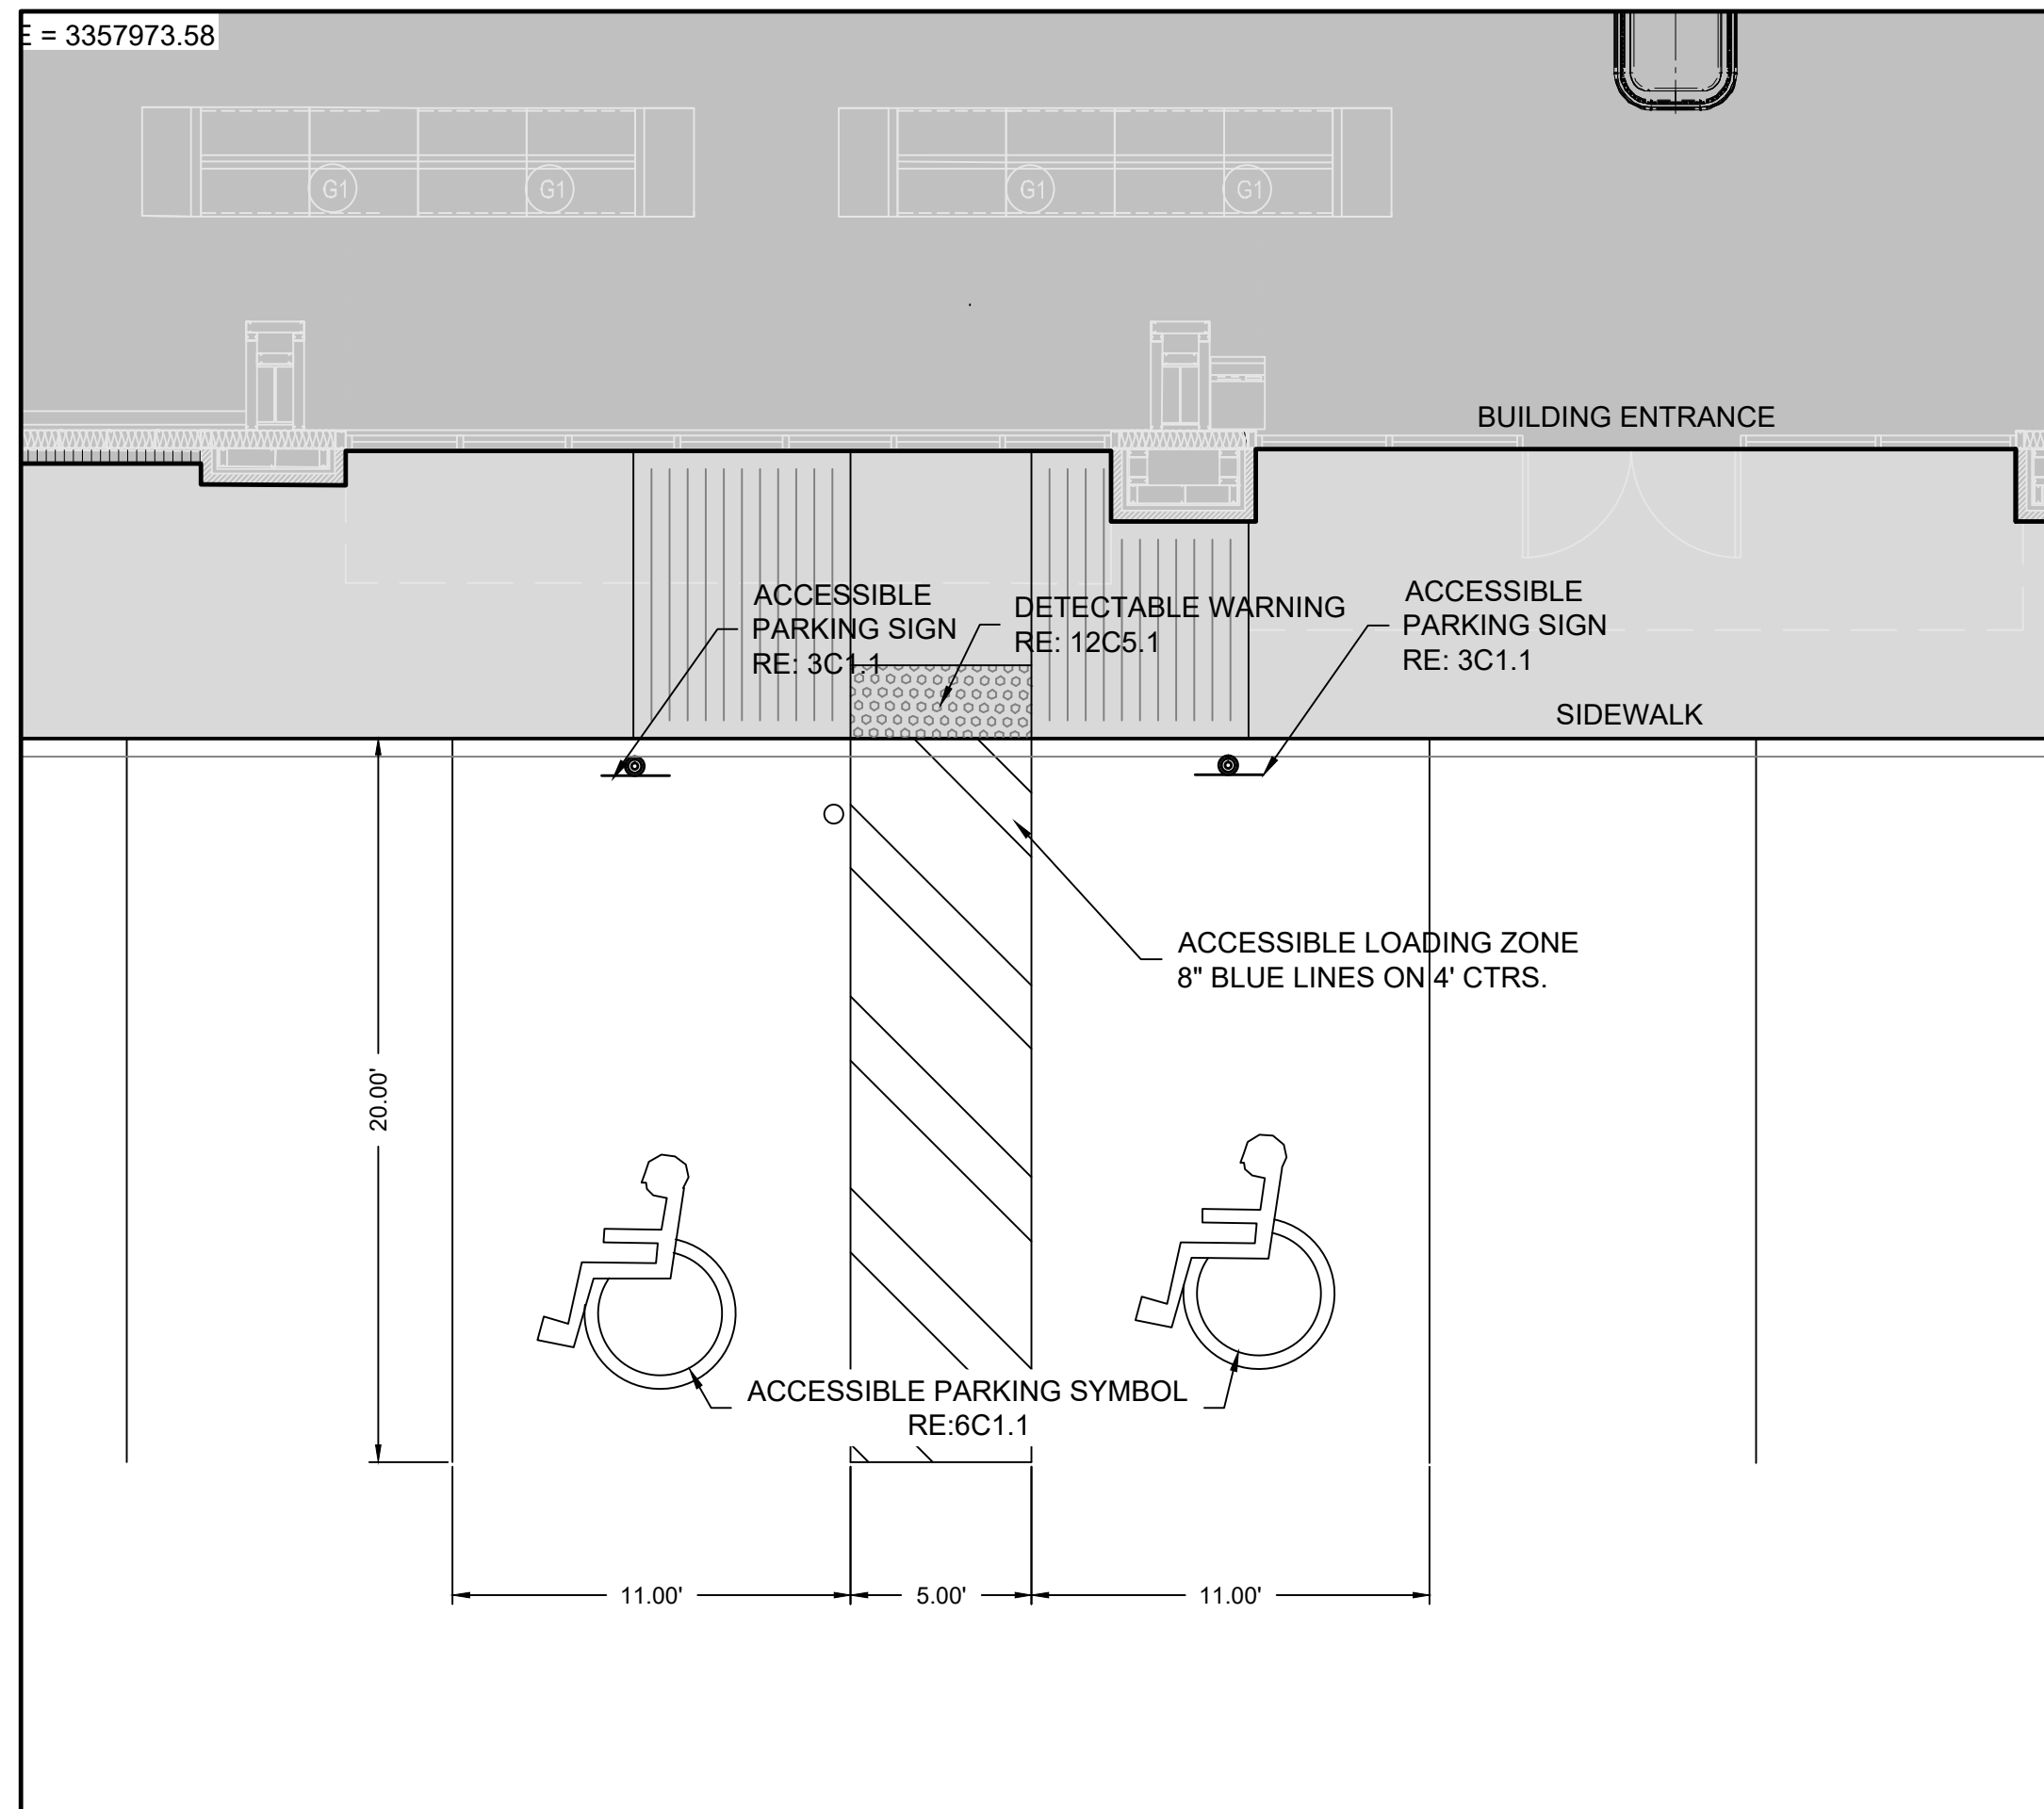 E = 3357973.58
G1
G1
G1
G1
BUILDING ENTRANCE
ACCESSIBLE
PARKING SIGN
RE: 3C1.1
DETECTABLE WARNING
RE: 12C5.1
ACCESSIBLE
PARKING SIGN
RE: 3C1.1
SIDEWALK
ACCESSIBLE LOADING ZONE
8" BLUE LINES ON 4' CTRS.
20.00'
ACCESSIBLE PARKING SYMBOL
RE:6C1.1
11.00'
5.00'
11.00'